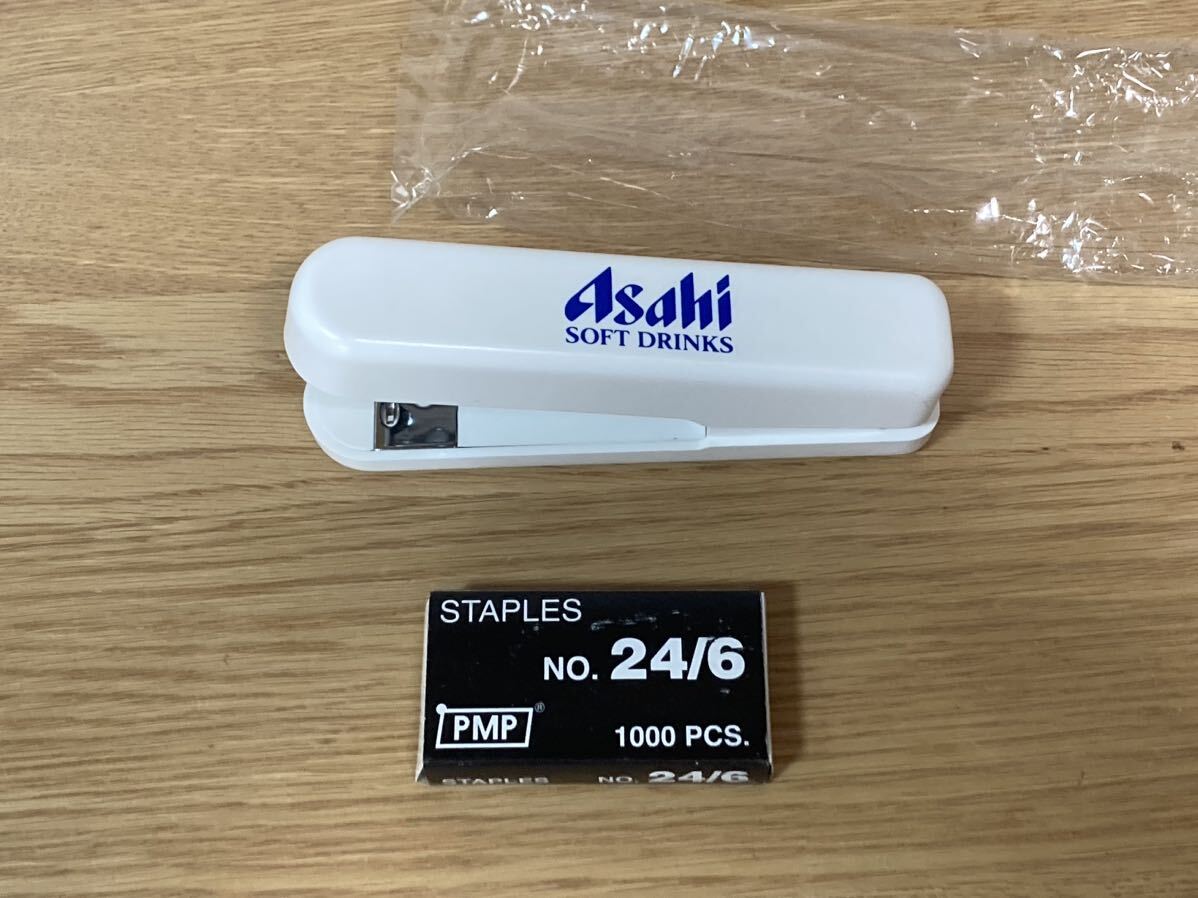 Asahi
SOFT DRINKS
STAPLES
NO. 24/6
PMP®
1000 PCS.
STAPLES NO. 24/6